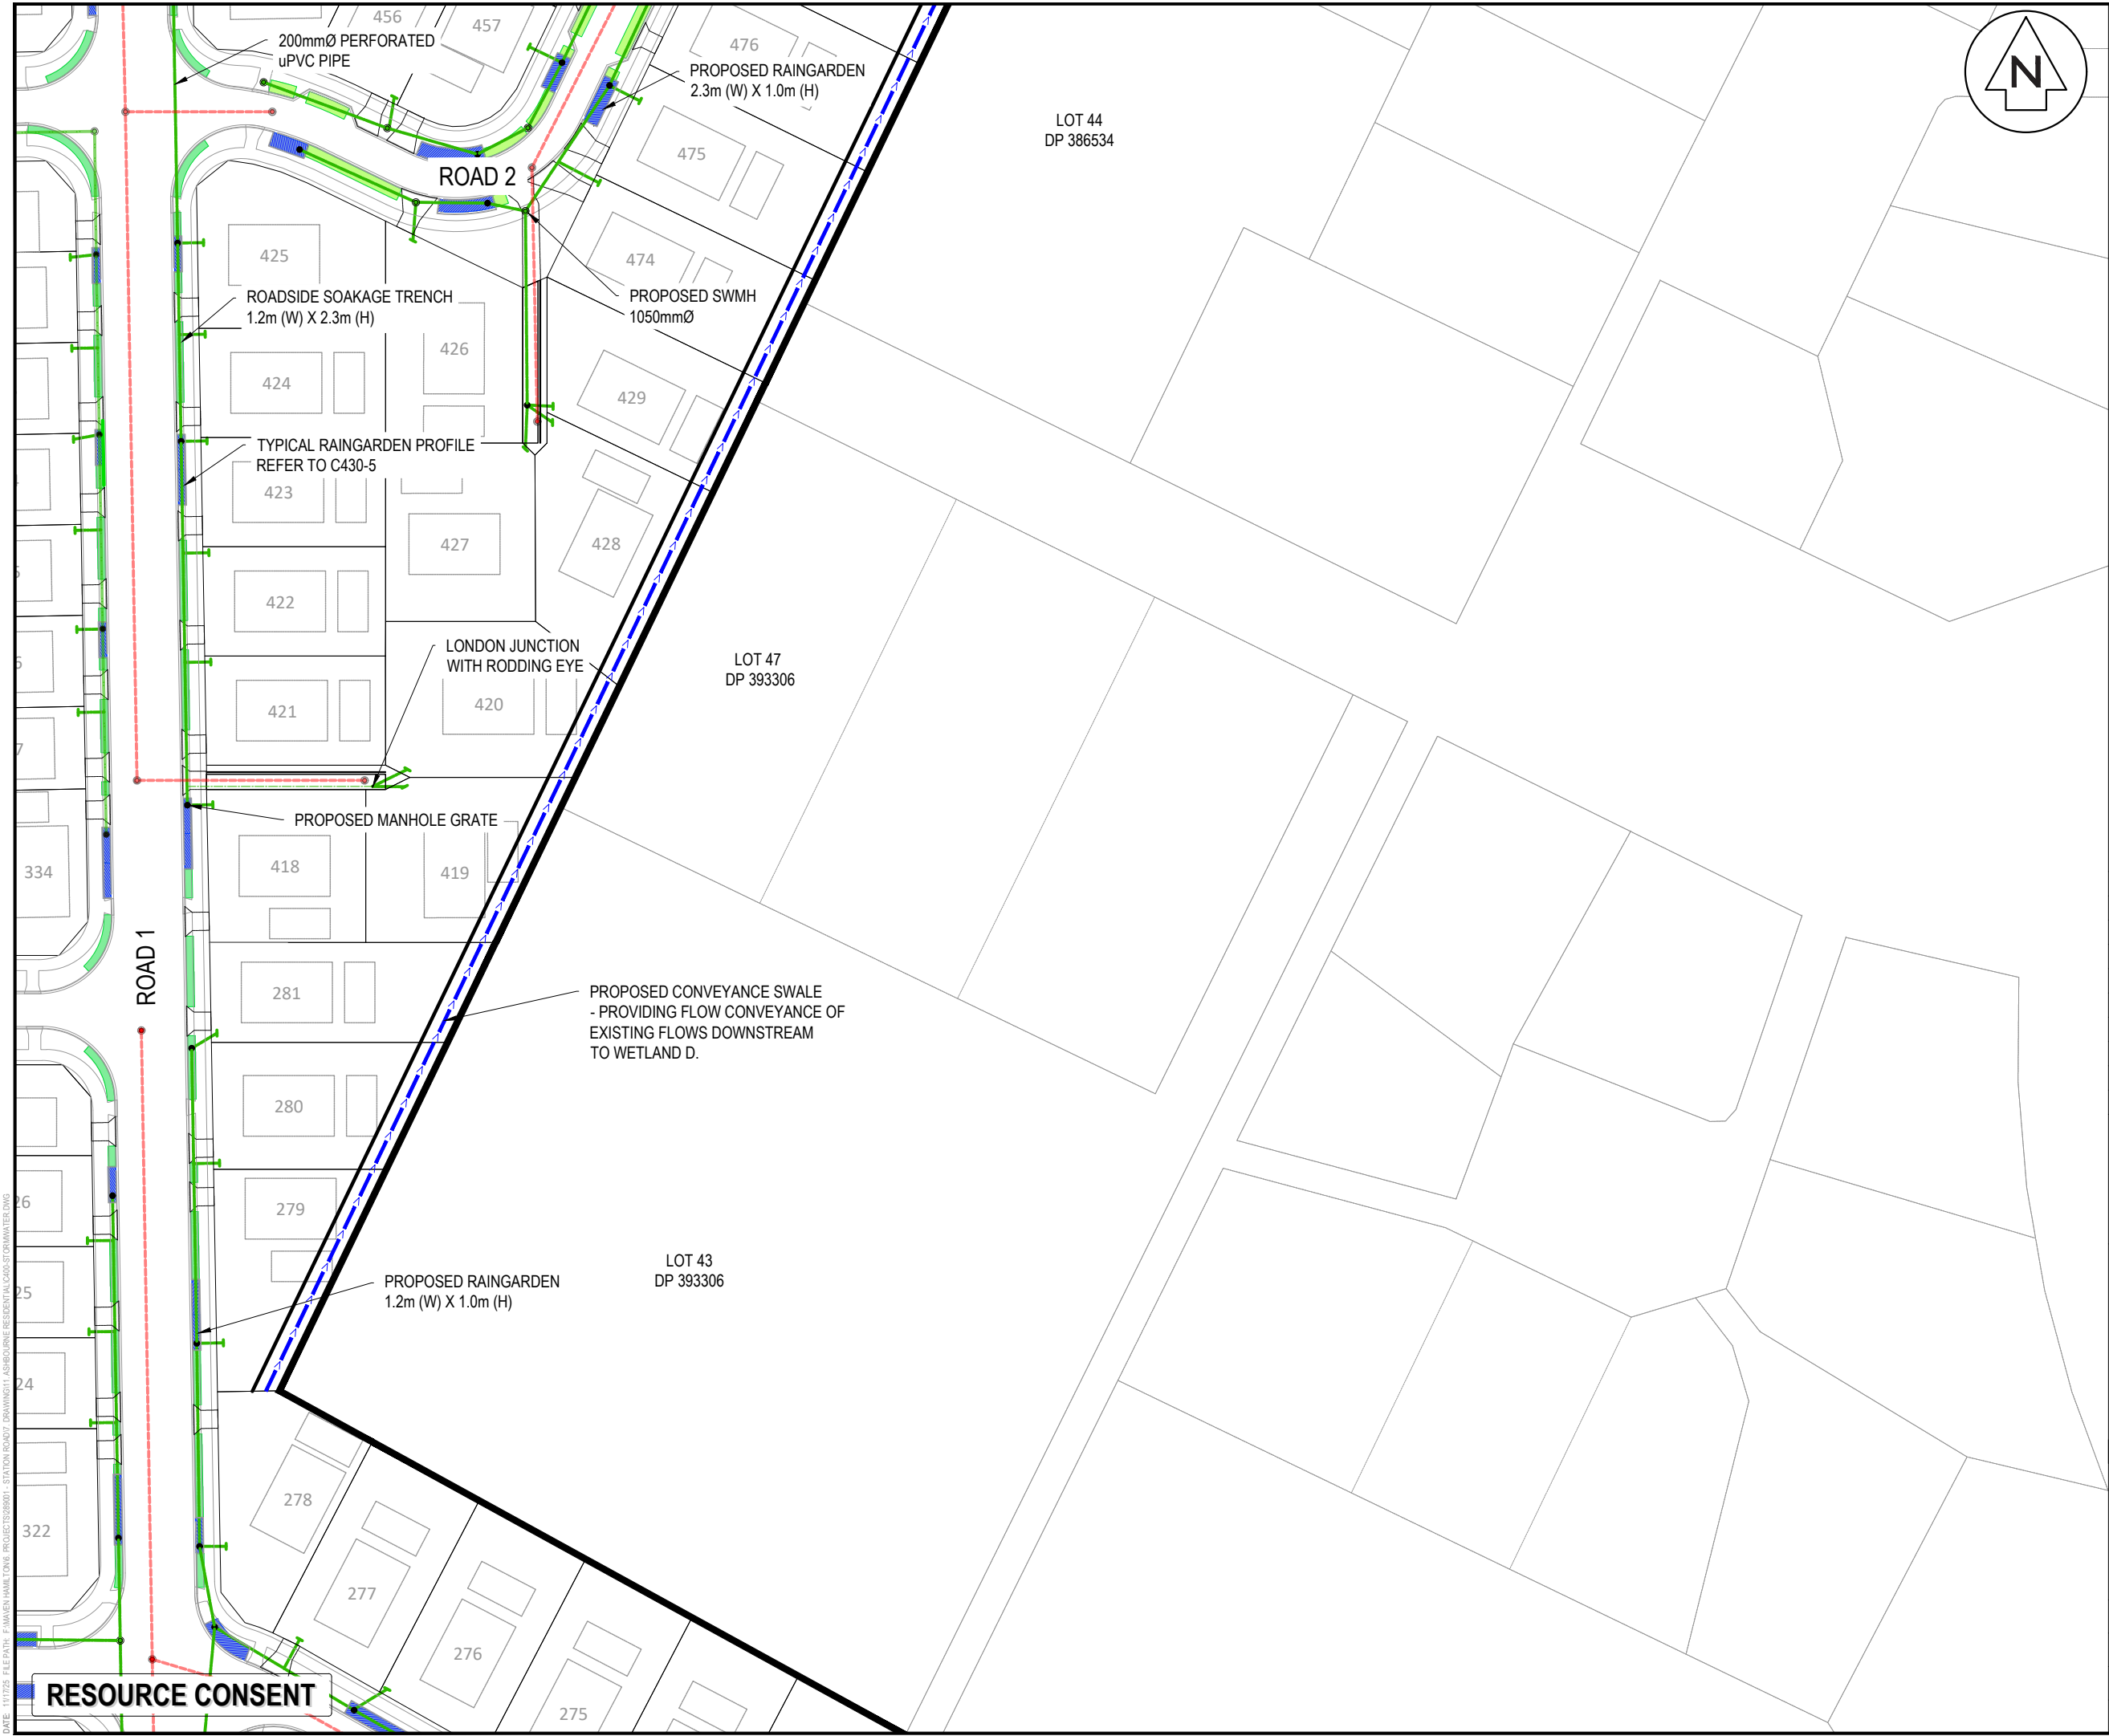 456
457
200mmØ PERFORATED
uPVC PIPE
476
PROPOSED RAINGARDEN
2.3m (W) X 1.0m (H)
LOT 44
DP 386534
N
475
ROAD 2
425
474
ROADSIDE SOAKAGE TRENCH
1.2m (W) X 2.3m (H)
PROPOSED SWMH
1050mmØ
426
424
429
TYPICAL RAINGARDEN PROFILE
REFER TO C430-5
423
427
428
422
LONDON JUNCTION
WITH RODDING EYE
LOT 47
DP 393306
421
420
PROPOSED MANHOLE GRATE
418
419
334
ROAD 1
281
PROPOSED CONVEYANCE SWALE
- PROVIDING FLOW CONVEYANCE OF
EXISTING FLOWS DOWNSTREAM
TO WETLAND D.
280
279
26
LOT 43
DP 393306
PROPOSED RAINGARDEN
1.2m (W) X 1.0m (H)
25
24
278
322
277
276
275
RESOURCE CONSENT